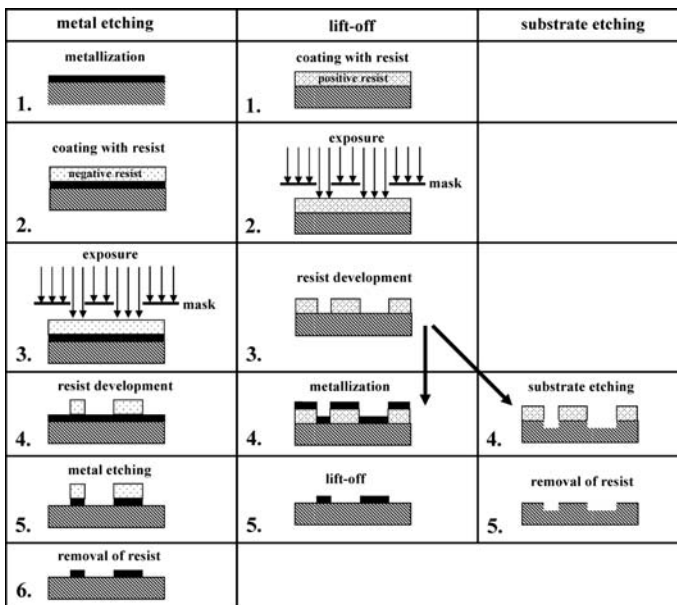 metal etching
lift-off
substrate etching
metallization
1.
coating with resist
positive resist
1.
coating with resist
negative resist
2.
exposure
mask
2.
exposure
mask
3.
resist development
3.
resist development
4.
metallization
4.
substrate etching
4.
metal etching
5.
lift-off
5.
removal of resist
5.
removal of resist
6.